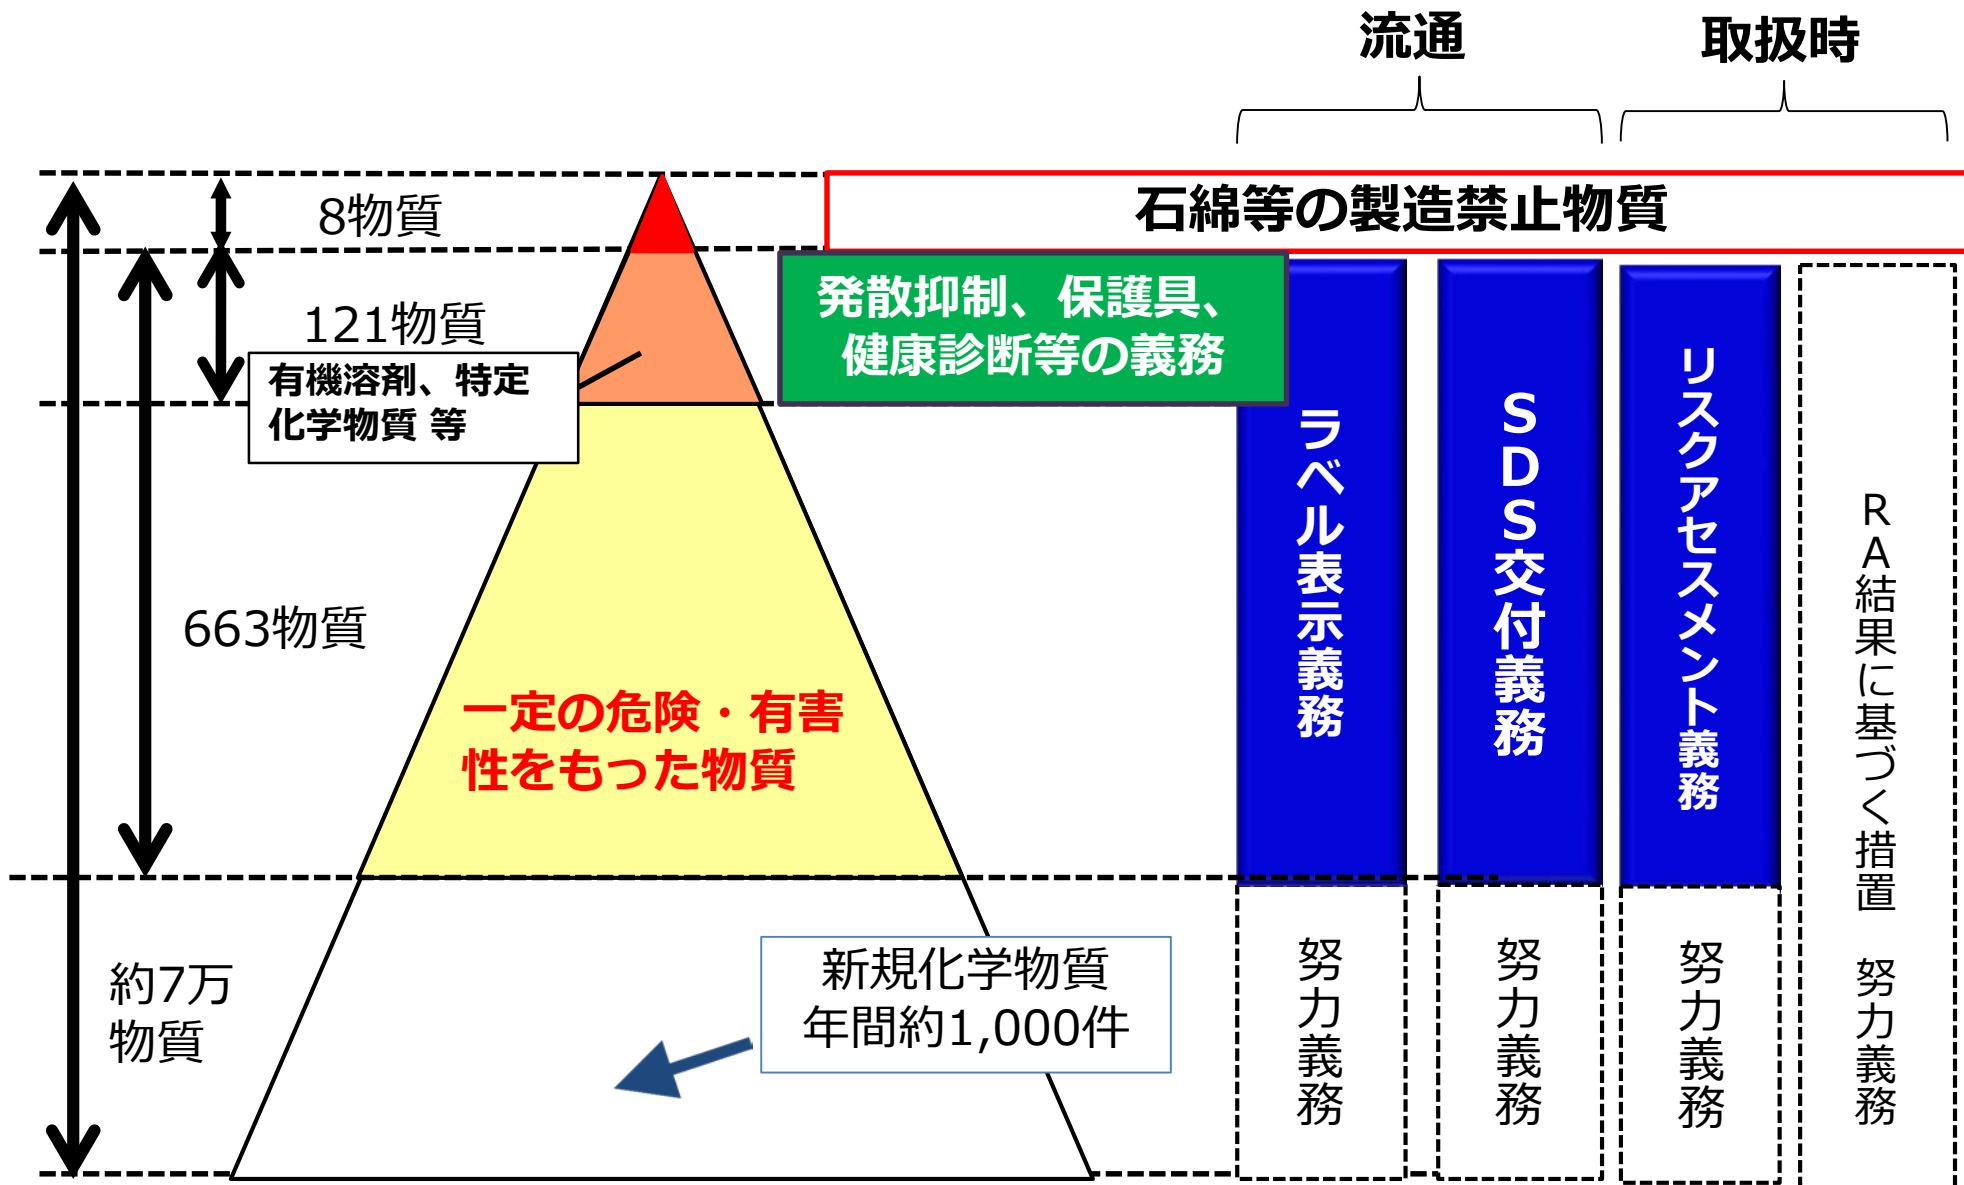 流通
取扱時
8物質
石綿等の製造禁止物質
121物質
発散抑制、保護具、
健康診断等の義務
有機溶剤、特定
化学物質 等
663物質
一定の危険・有害
性をもった物質
ラベル表示義務
SDS交付義務
リスクアセスメント義務
RA結果に基づく措置 努力義務
約7万
物質
新規化学物質
年間約1,000件
努力義務
努力義務
努力義務